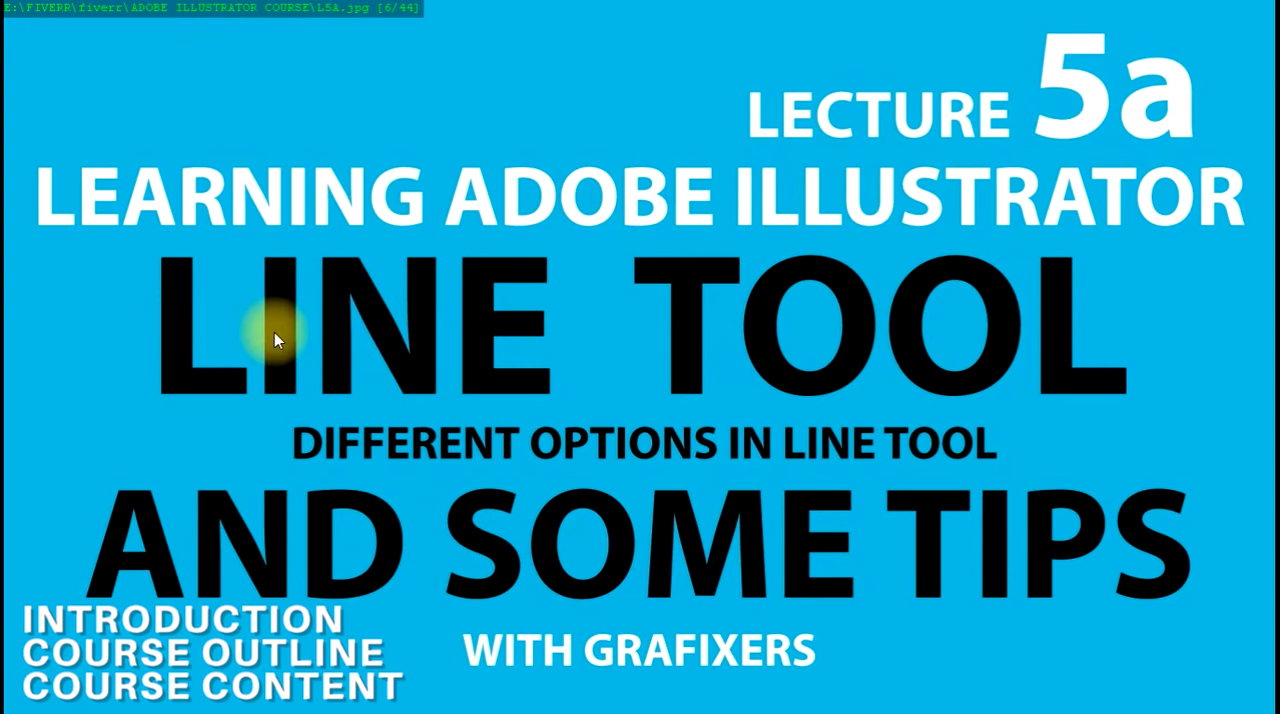 E:\FIVERR\fiverr\ADOBE ILLUSTRATOR COURSE\L5A.jpg [6/44]
LECTURE 5a
LEARNING ADOBE ILLUSTRATOR
LINE TOOL
DIFFERENT OPTIONS IN LINE TOOL
AND SOME TIPS
WITH GRAFIXERS
INTRODUCTION
COURSE OUTLINE
COURSE CONTENT